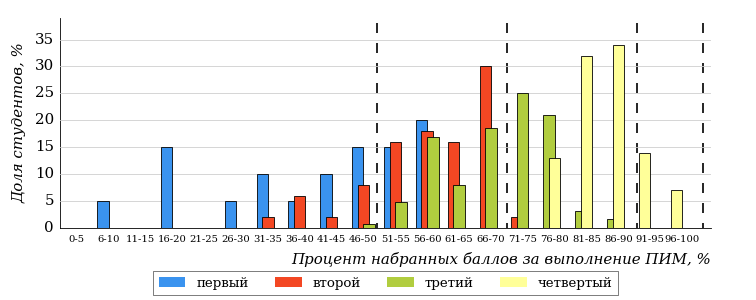 Доля студентов, %
35
30
25
20
15
10
5
0
0-5 6-10 11-15 16-20 21-25 26-30 31-35 36-40 41-45 46-50 51-55 56-60 61-65 66-70 71-75 76-80 81-85 86-90 91-95 96-100
Процент набранных баллов за выполнение ПИМ, %
первый второй третий четвертый